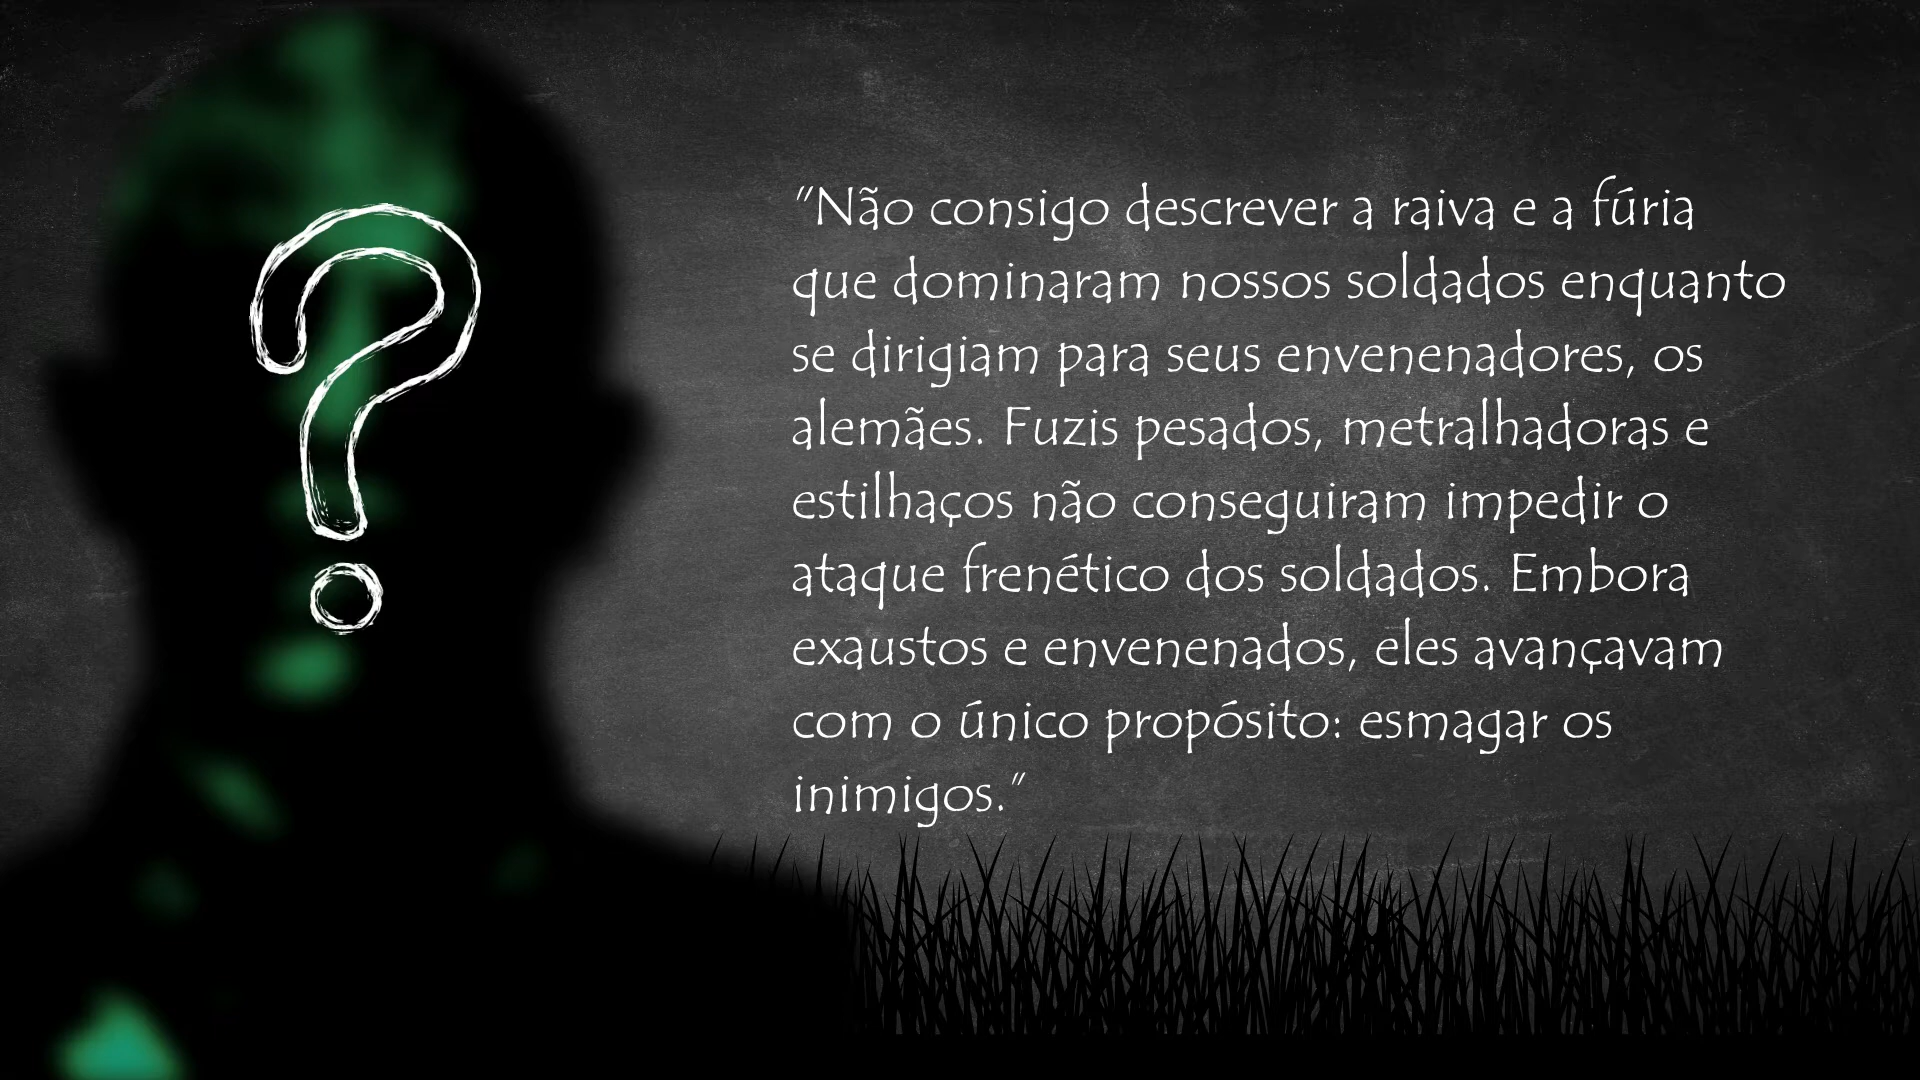 ?
"Não consigo descrever a raiva e a fúria
que dominaram nossos soldados enquanto
se dirigiam para seus envenenadores, os
alemães. Fuzis pesados, metralhadoras e
estilhaços não conseguiram impedir o
ataque frenético dos soldados. Embora
exaustos e envenenados, eles avançavam
com o único propósito: esmagar os
inimigos."